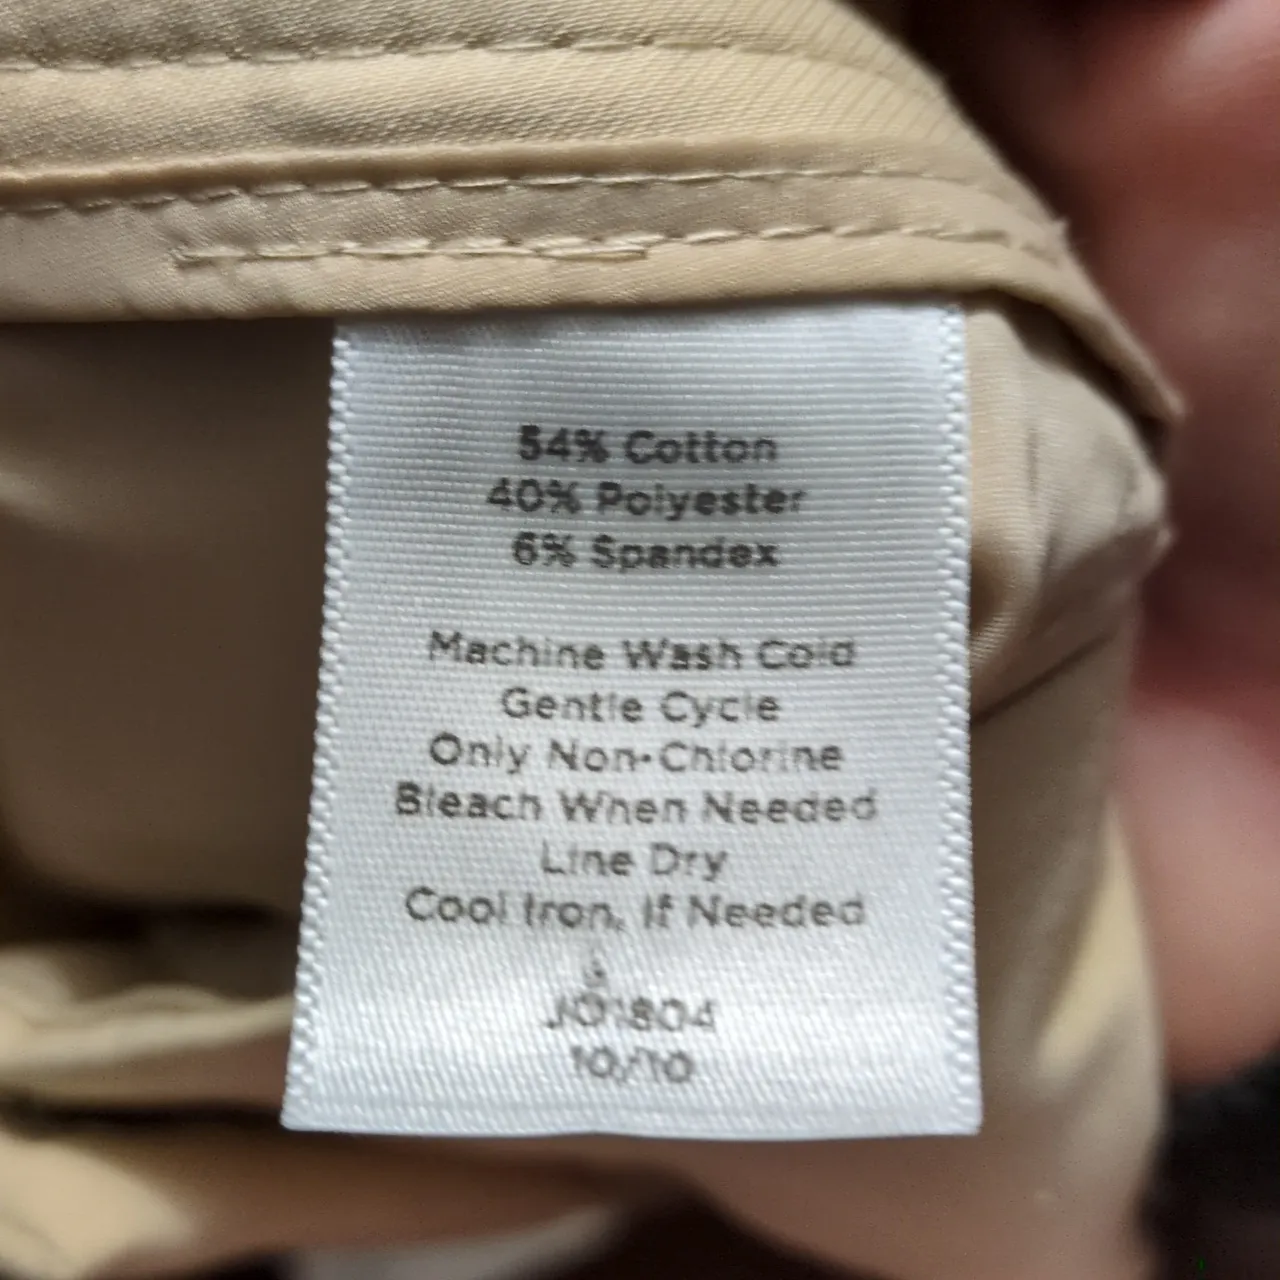 54% Cotton
40% Polyester
6% Spandex
Machine Wash Cold
Gentle Cycle
Only Non-Chlorine
Bleach When Needed
Line Dry
Cool Iron, If Needed
10/10